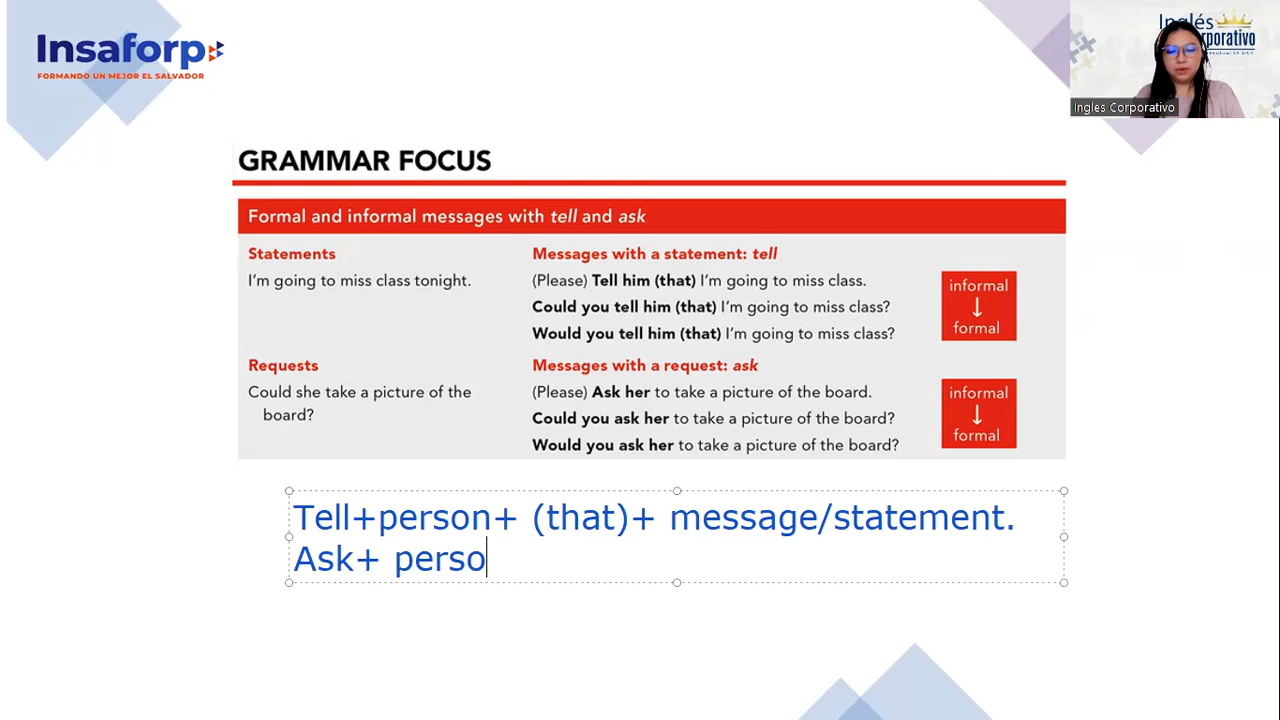 Insaforp
FORMANDO UN MEJOR EL SALVADOR
Inglés
Corporativo
Ingles Corporativo
GRAMMAR FOCUS
Formal and informal messages with tell and ask
Statements
I'm going to miss class tonight.
Messages with a statement: tell
(Please) Tell him (that) I'm going to miss class.
Could you tell him (that) I'm going to miss class?
Would you tell him (that) I'm going to miss class?
informal
↓
formal
Requests
Could she take a picture of the
board?
Messages with a request: ask
(Please) Ask her to take a picture of the board.
Could you ask her to take a picture of the board?
Would you ask her to take a picture of the board?
informal
↓
formal
Tell+person+ (that)+ message/statement.
Ask+ perso